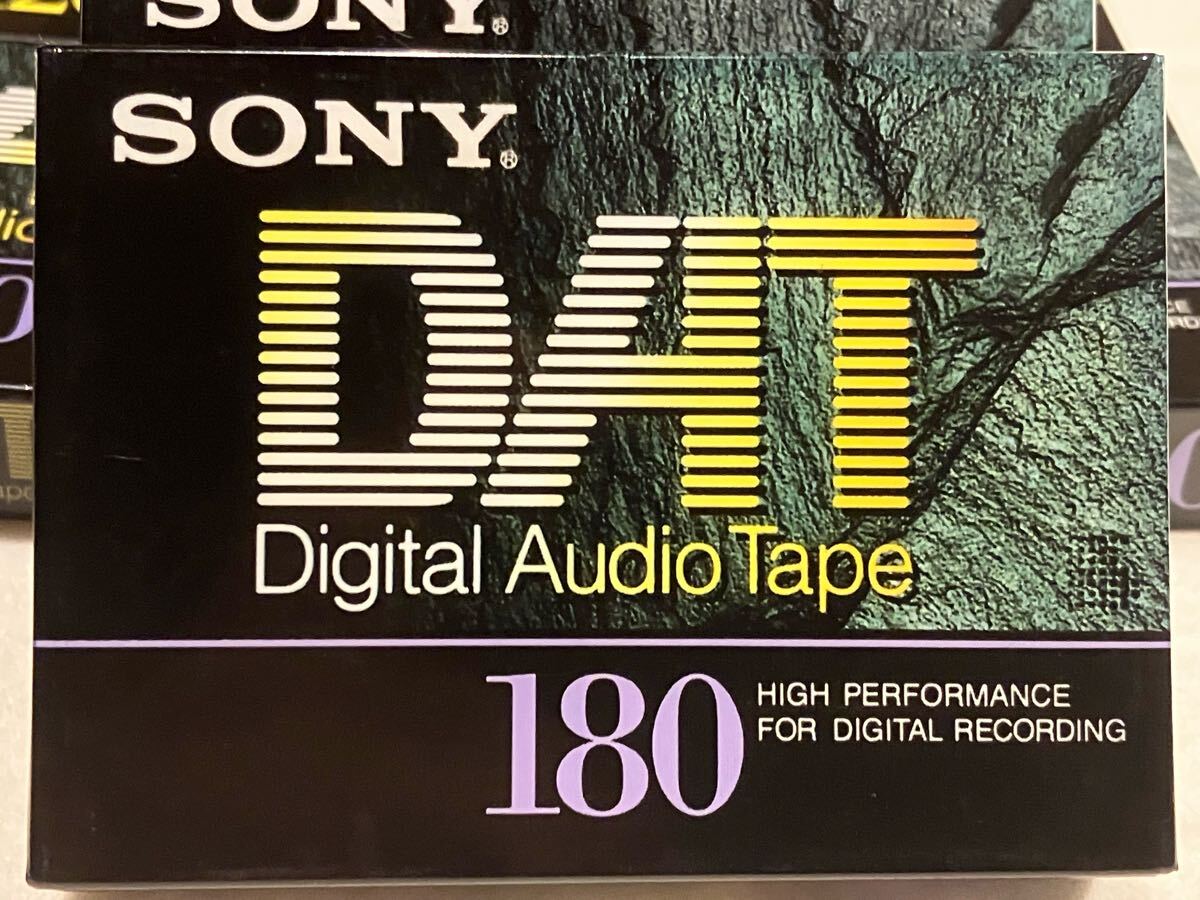 SONY®
SONY®
DAT
Digital Audio Tape
180
HIGH PERFORMANCE
FOR DIGITAL RECORDING